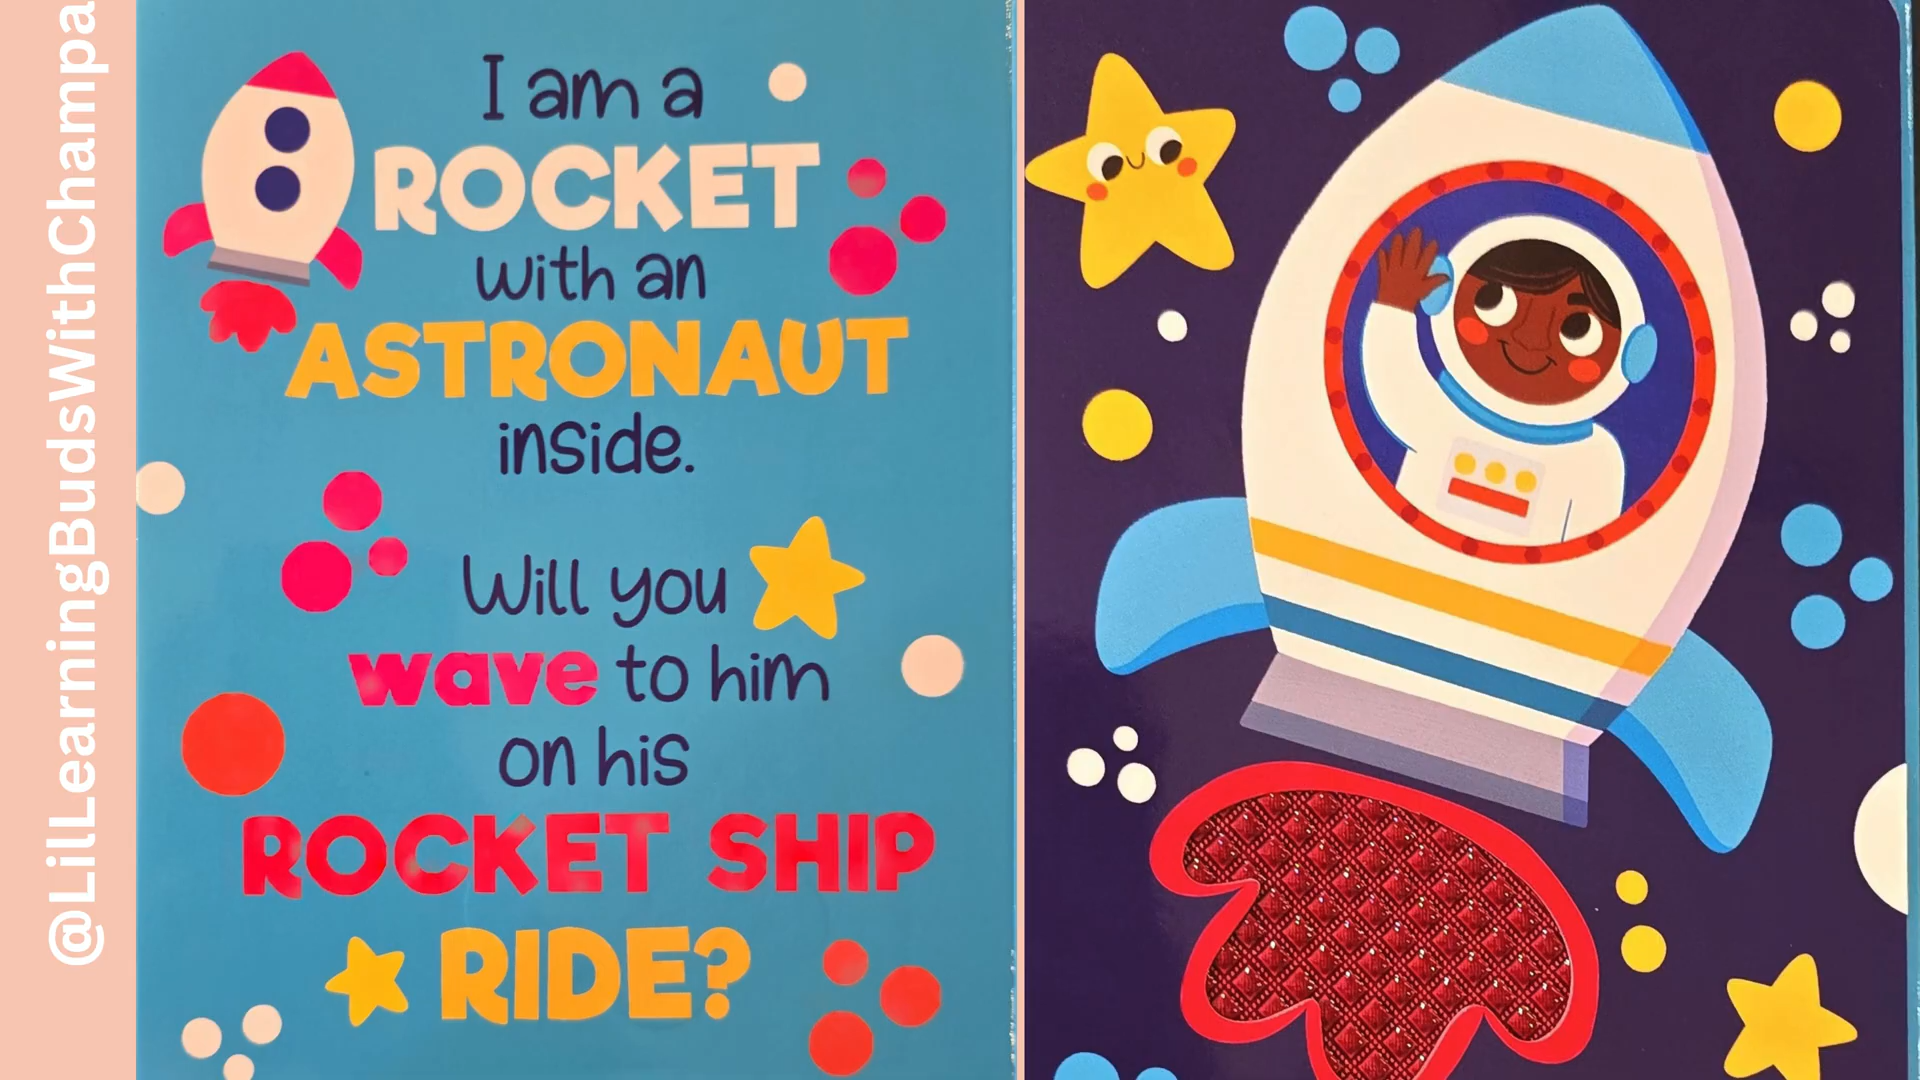 @LilLearningBudsWithChampa
I am a
ROCKET
with an
ASTRONAUT
inside.
Will you
wave to him
on his
ROCKET SHIP
RIDE?